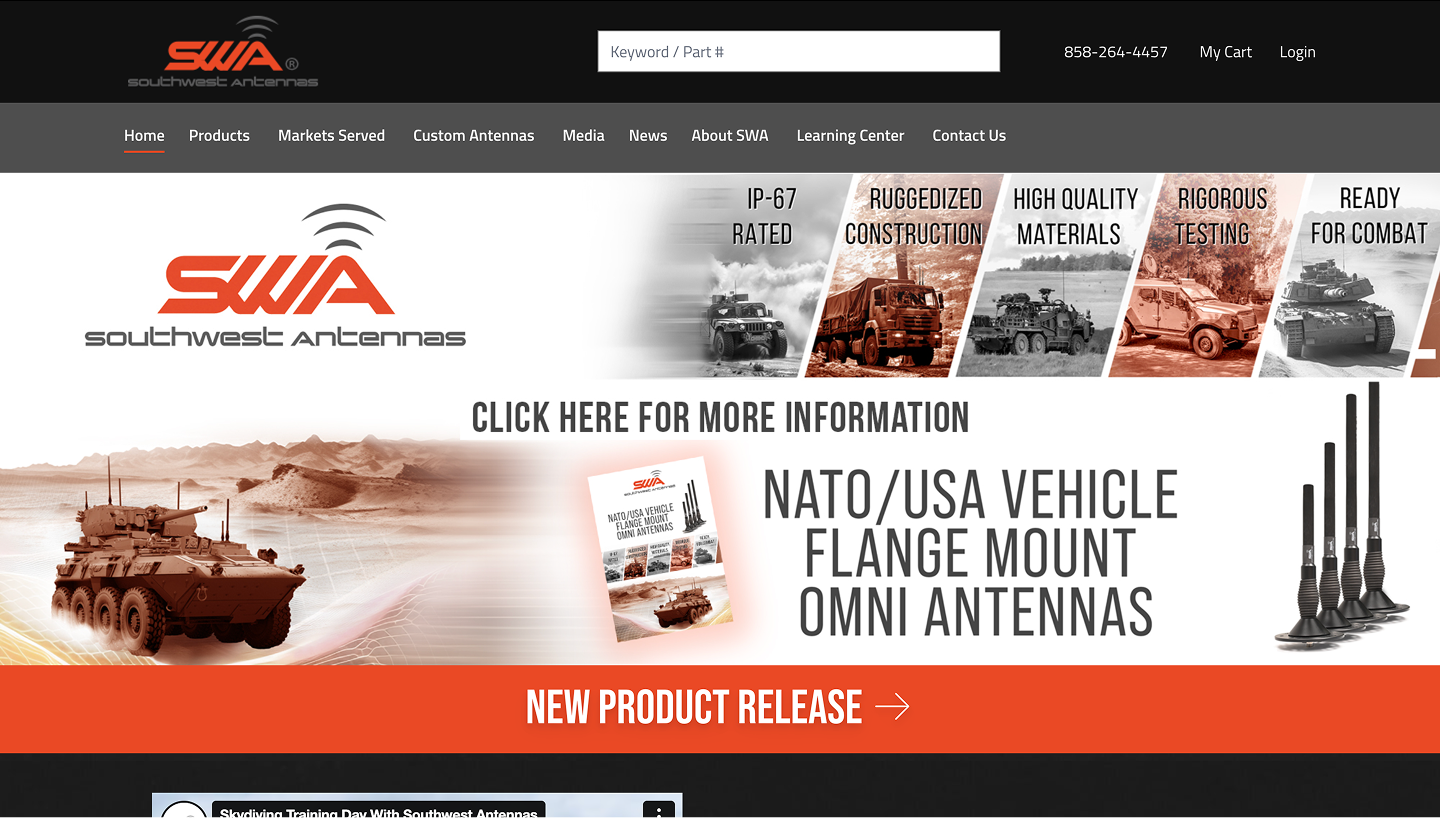 SWA®
southwest antennas
Keyword / Part #
858-264-4457
My Cart
Login
Home
Products
Markets Served
Custom Antennas
Media
News
About SWA
Learning Center
Contact Us
SWA
southwest antennas
IP-67
RATED
RUGGEDIZED
CONSTRUCTION
HIGH QUALITY
MATERIALS
RIGOROUS
TESTING
READY
FOR COMBAT
CLICK HERE FOR MORE INFORMATION
SWA
southwest antennas
NATO/USA VEHICLE
FLANGE MOUNT
OMNI ANTENNAS
NATO/USA VEHICLE
FLANGE MOUNT
OMNI ANTENNAS
NEW PRODUCT RELEASE
Skydiving Training Day With Southwest Antennas